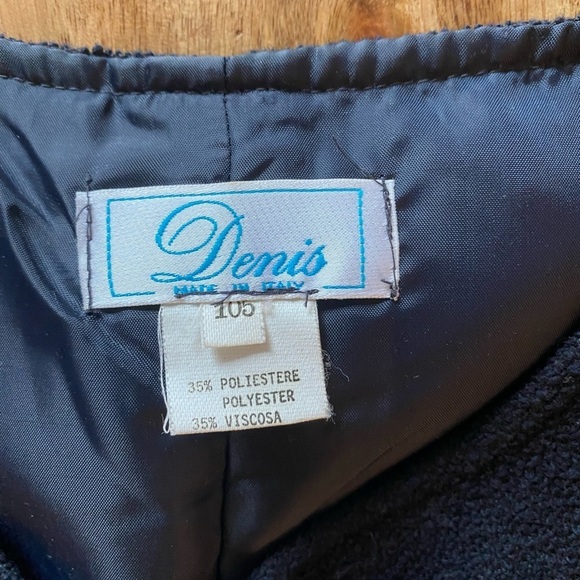 Denis
MADE IN ITALY
105
35% POLIESTERE
POLYESTER
35% VISCOSA